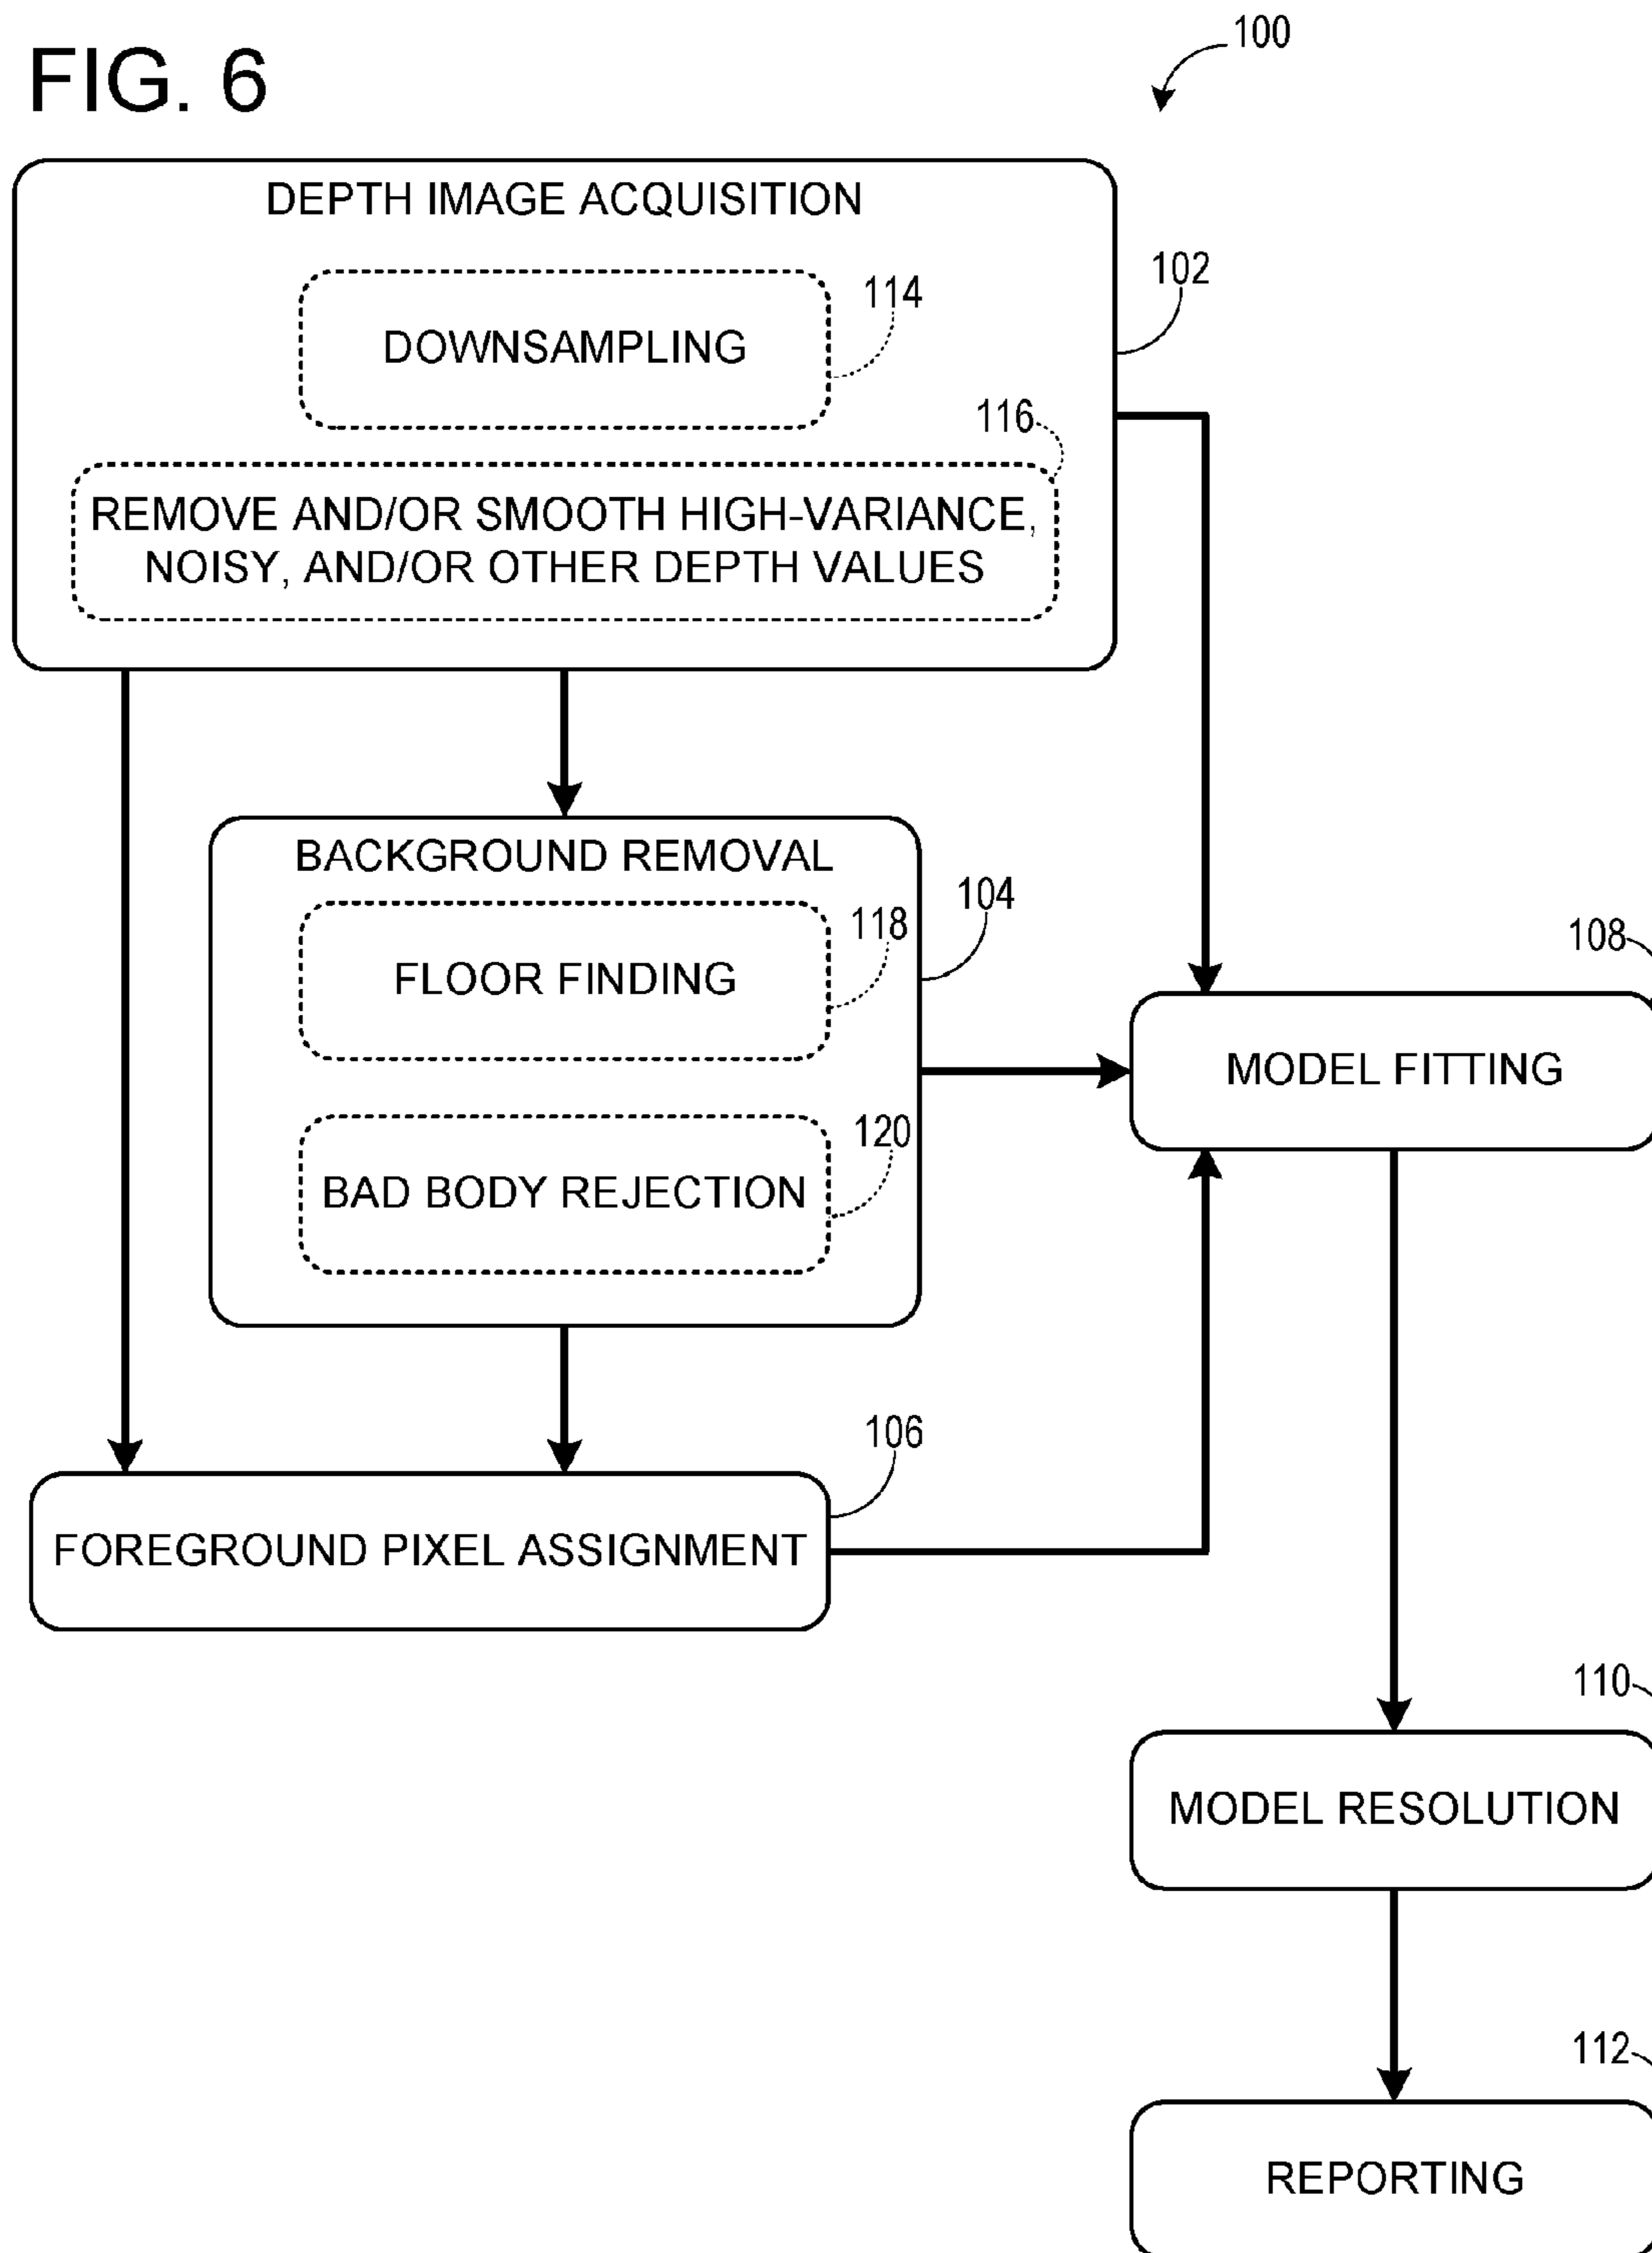 FIG. 6
100
DEPTH IMAGE ACQUISITION
102
DOWNSAMPLING
114
116
REMOVE AND/OR SMOOTH HIGH-VARIANCE,
NOISY, AND/OR OTHER DEPTH VALUES
BACKGROUND REMOVAL
104
118
FLOOR FINDING
108
MODEL FITTING
120
BAD BODY REJECTION
106
FOREGROUND PIXEL ASSIGNMENT
110
MODEL RESOLUTION
112
REPORTING